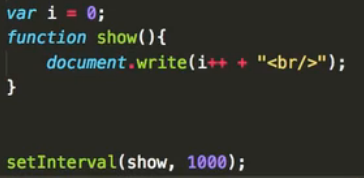 var i = 0;
function show(){
    document.write(i++ + "<br/>");
}
setInterval(show, 1000);